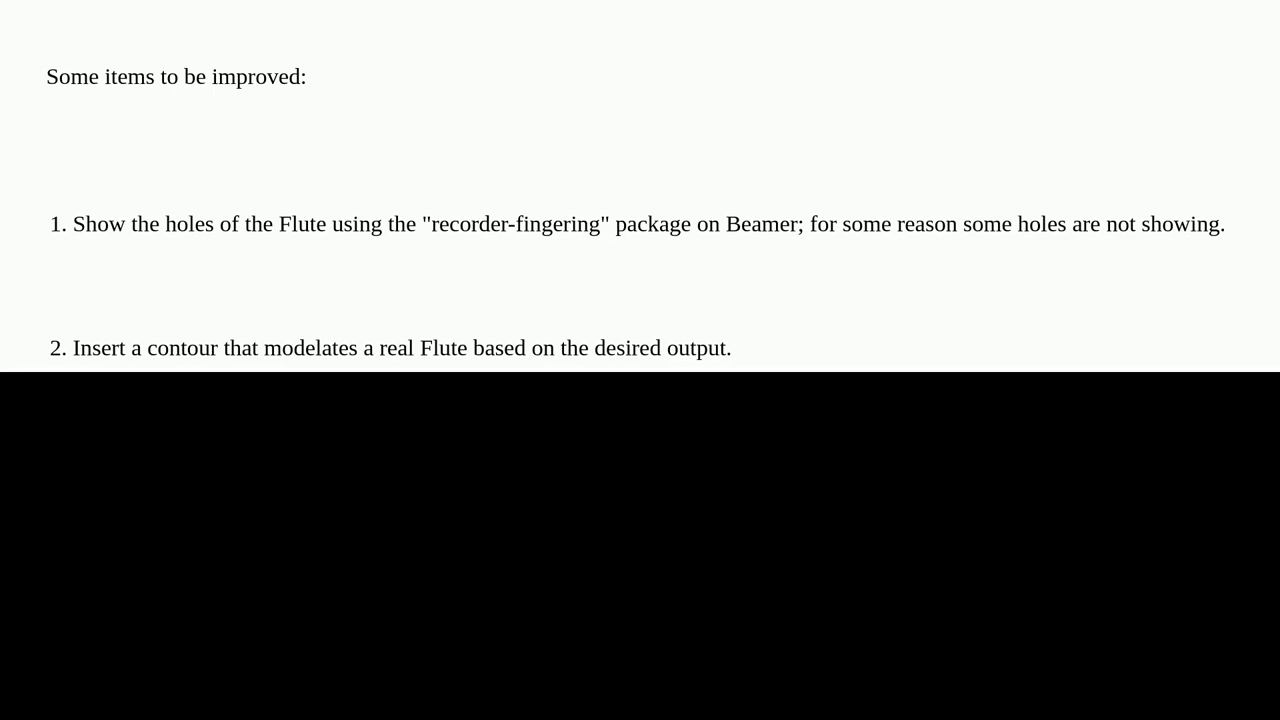 Some items to be improved:
1. Show the holes of the Flute using the "recorder-fingering" package on Beamer; for some reason some holes are not showing.
2. Insert a contour that modelates a real Flute based on the desired output.